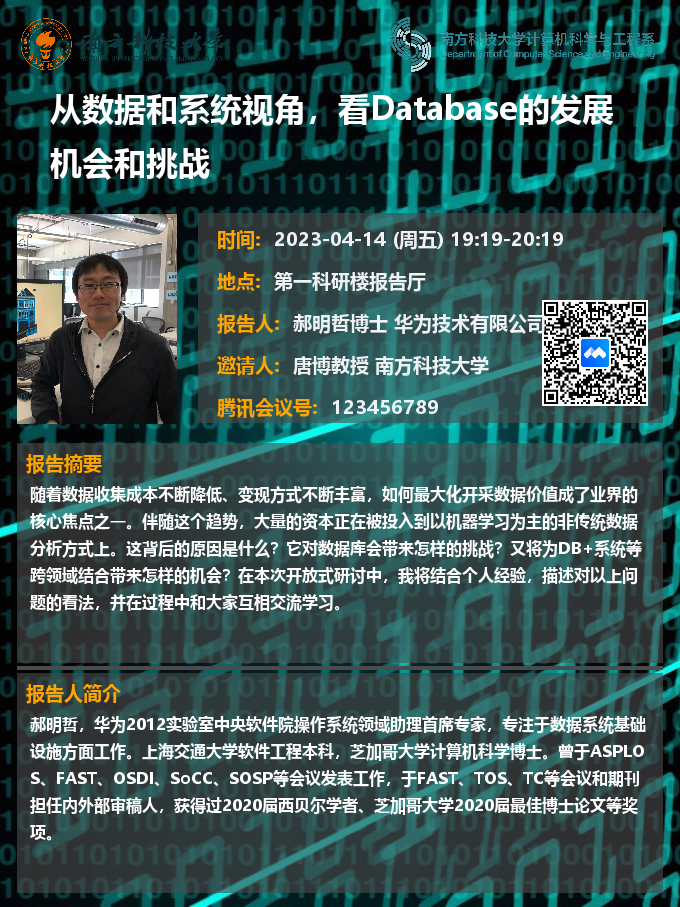 南方科技大学
南方科技大学计算机科学与工程系
Department of Computer Science and Engineering
从数据和系统视角，看Database的发展
机会和挑战
时间: 2023-04-14 (周五) 19:19-20:19
地点: 第一科研楼报告厅
报告人: 郝明哲博士 华为技术有限公司
邀请人: 唐博教授 南方科技大学
腾讯会议号: 123456789
报告摘要
随着数据收集成本不断降低、变现方式不断丰富，如何最大化开采数据价值成了业界的
核心焦点之一。伴随这个趋势，大量的资本正在被投入到以机器学习为主的非传统数据
分析方式上。这背后的原因是什么？它对数据库会带来怎样的挑战？又将为DB+系统等
跨领域结合带来怎样的机会？在本次开放式研讨中，我将结合个人经验，描述对以上问
题的看法，并在过程中和大家互相交流学习。
报告人简介
郝明哲，华为2012实验室中央软件院操作系统领域助理首席专家，专注于数据系统基础
设施方面工作。上海交通大学软件工程本科，芝加哥大学计算机科学博士。曾于ASPLO
S、FAST、OSDI、SoCC、SOSP等会议发表工作，于FAST、TOS、TC等会议和期刊
担任内外部审稿人，获得过2020届西贝尔学者、芝加哥大学2020届最佳博士论文等奖
项。